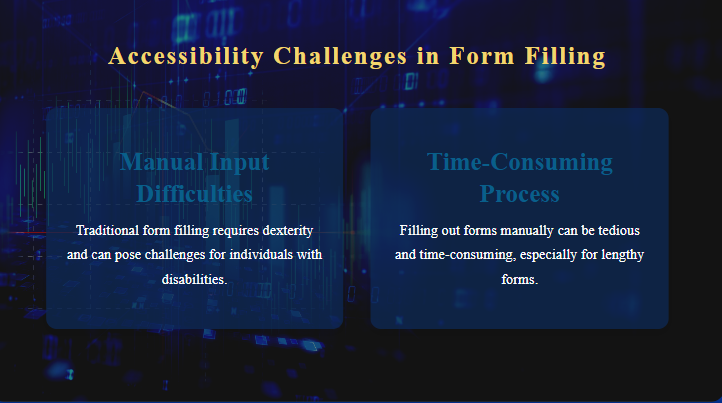 Accessibility Challenges in Form Filling
Manual Input
Difficulties
Traditional form filling requires dexterity
and can pose challenges for individuals with
disabilities.
Time-Consuming
Process
Filling out forms manually can be tedious
and time-consuming, especially for lengthy
forms.